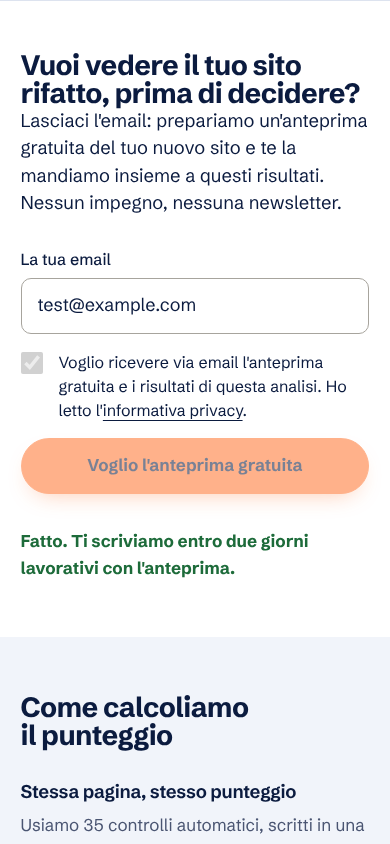 Vuoi vedere il tuo sito
rifatto, prima di decidere?
Lasciaci l'email: prepariamo un'anteprima
gratuita del tuo nuovo sito e te la
mandiamo insieme a questi risultati.
Nessun impegno, nessuna newsletter.
La tua email
test@example.com
Voglio ricevere via email l'anteprima
gratuita e i risultati di questa analisi. Ho
letto l'informativa privacy.
Voglio l'anteprima gratuita
Fatto. Ti scriviamo entro due giorni
lavorativi con l'anteprima.
Come calcoliamo
il punteggio
Stessa pagina, stesso punteggio
Usiamo 35 controlli automatici, scritti in una